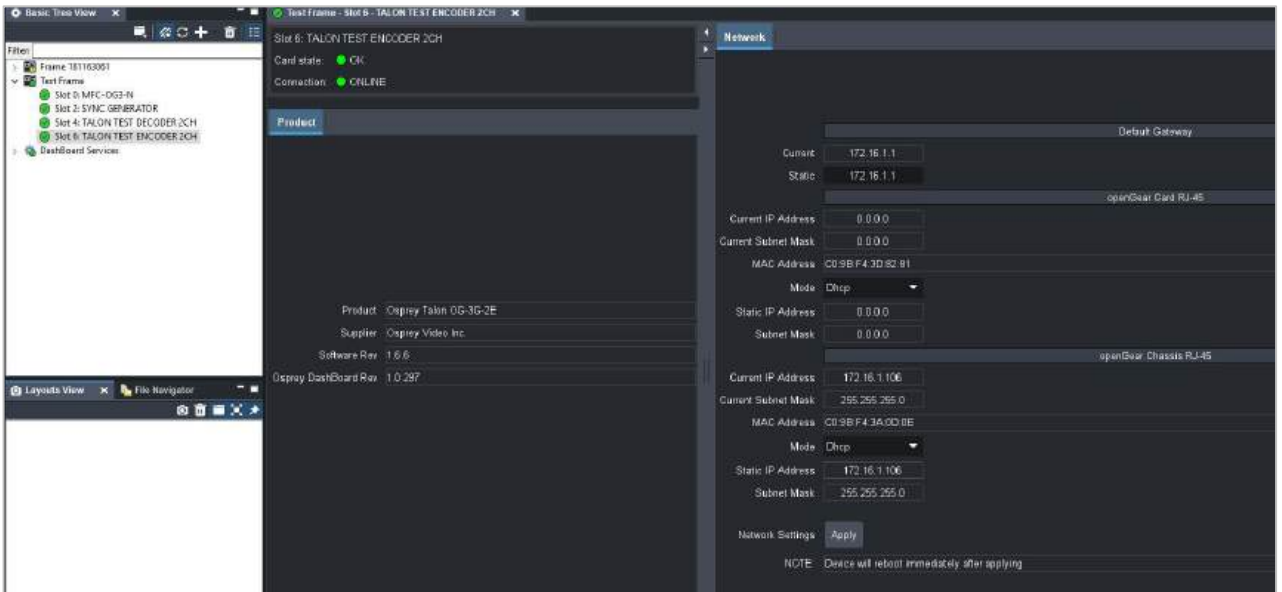 Basic Tree View
Filter:
Frame 181163061
Test Frame
Slot 0: MFC-OG3-N
Slot 2: SYNC GENERATOR
Slot 4: TALON TEST DECODER 2CH
Slot 6: TALON TEST ENCODER 2CH
DashBoard Services
Layouts View
File Navigator
Test Frame - Slot 6 - TALON TEST ENCODER 2CH
Slot 6: TALON TEST ENCODER 2CH
Card state: OK
Connection: ONLINE
Product
Product Osprey Talon OG-3G-2E
Supplier Osprey Video Inc.
Software Rev 1.6.6
Osprey DashBoard Rev 1.0.297
Network
Default Gateway
Current 172.16.1.1
Static 172.16.1.1
openGear Card RJ-45
Current IP Address 0.0.0.0
Current Subnet Mask 0.0.0.0
MAC Address C0:9B:F4:3D:82:81
Mode Dhcp
Static IP Address 0.0.0.0
Subnet Mask 0.0.0.0
openGear Chassis RJ-45
Current IP Address 172.16.1.106
Current Subnet Mask 255.255.255.0
MAC Address C0:9B:F4:3A:0D:0E
Mode Dhcp
Static IP Address 172.16.1.106
Subnet Mask 255.255.255.0
Network Settings Apply
NOTE Device will reboot immediately after applying